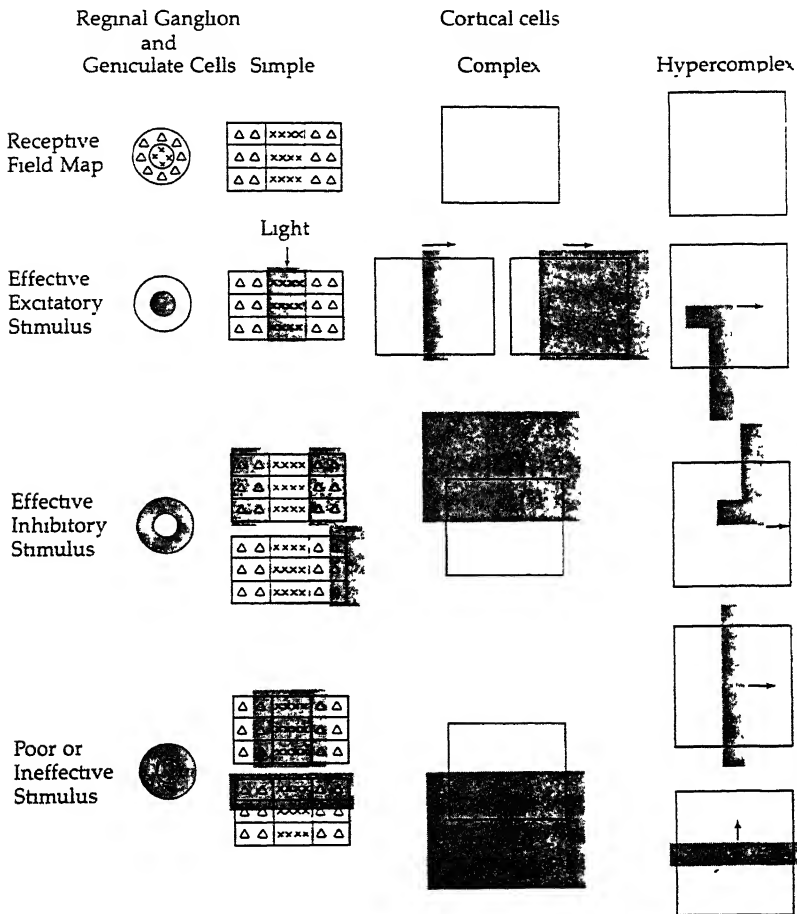 Reginal Ganglion
and
Geniculate Cells
Cortical cells
Simple
Complex
Hypercomplex
Receptive
Field Map
Light
Effective
Excitatory
Stimulus
Effective
Inhibitory
Stimulus
Poor or
Ineffective
Stimulus